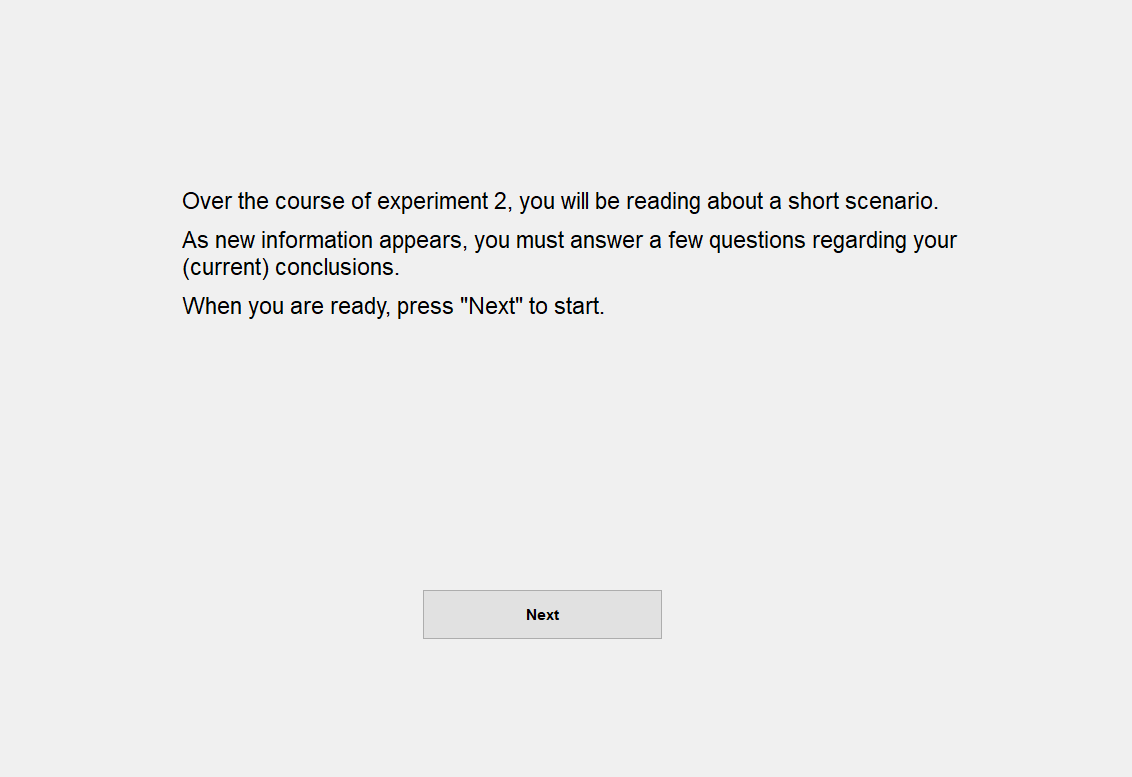 Over the course of experiment 2, you will be reading about a short scenario.
As new information appears, you must answer a few questions regarding your
(current) conclusions.
When you are ready, press "Next" to start.
Next